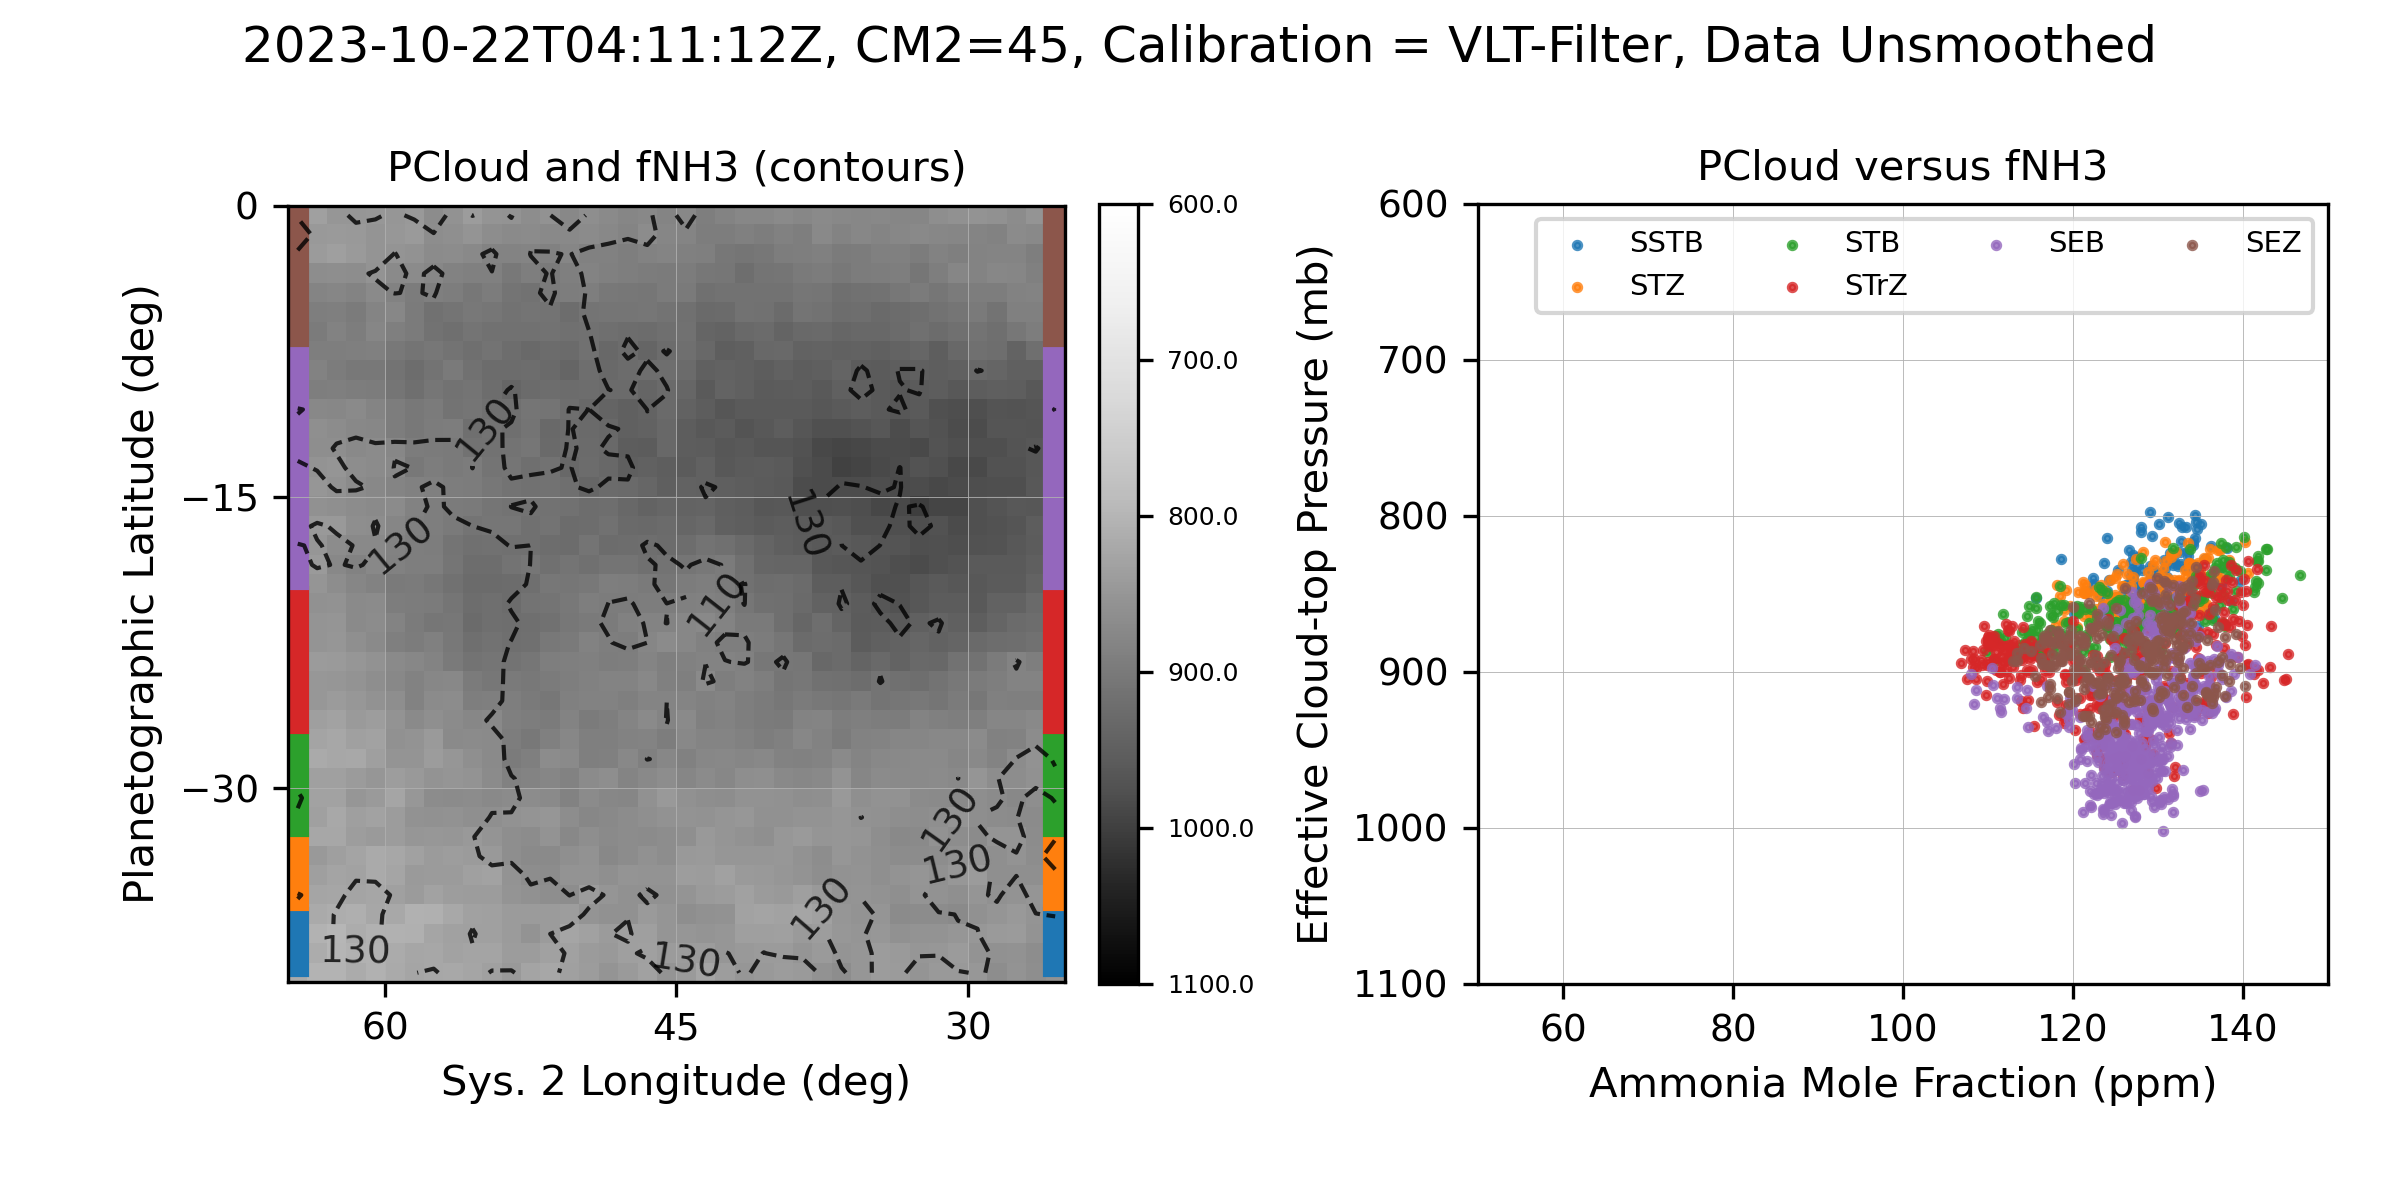 2023-10-22T04:11:12Z, CM2=45, Calibration = VLT-Filter, Data Unsmoothed
PCloud and fNH3 (contours)
Planetographic Latitude (deg)
0
−15
−30
130
130
130
110
130
130
130
130
130
60
45
30
Sys. 2 Longitude (deg)
600.0
700.0
800.0
900.0
1000.0
1100.0
PCloud versus fNH3
Effective Cloud-top Pressure (mb)
600
700
800
900
1000
1100
SSTB STB SEB SEZ
STZ STrZ
60 80 100 120 140
Ammonia Mole Fraction (ppm)